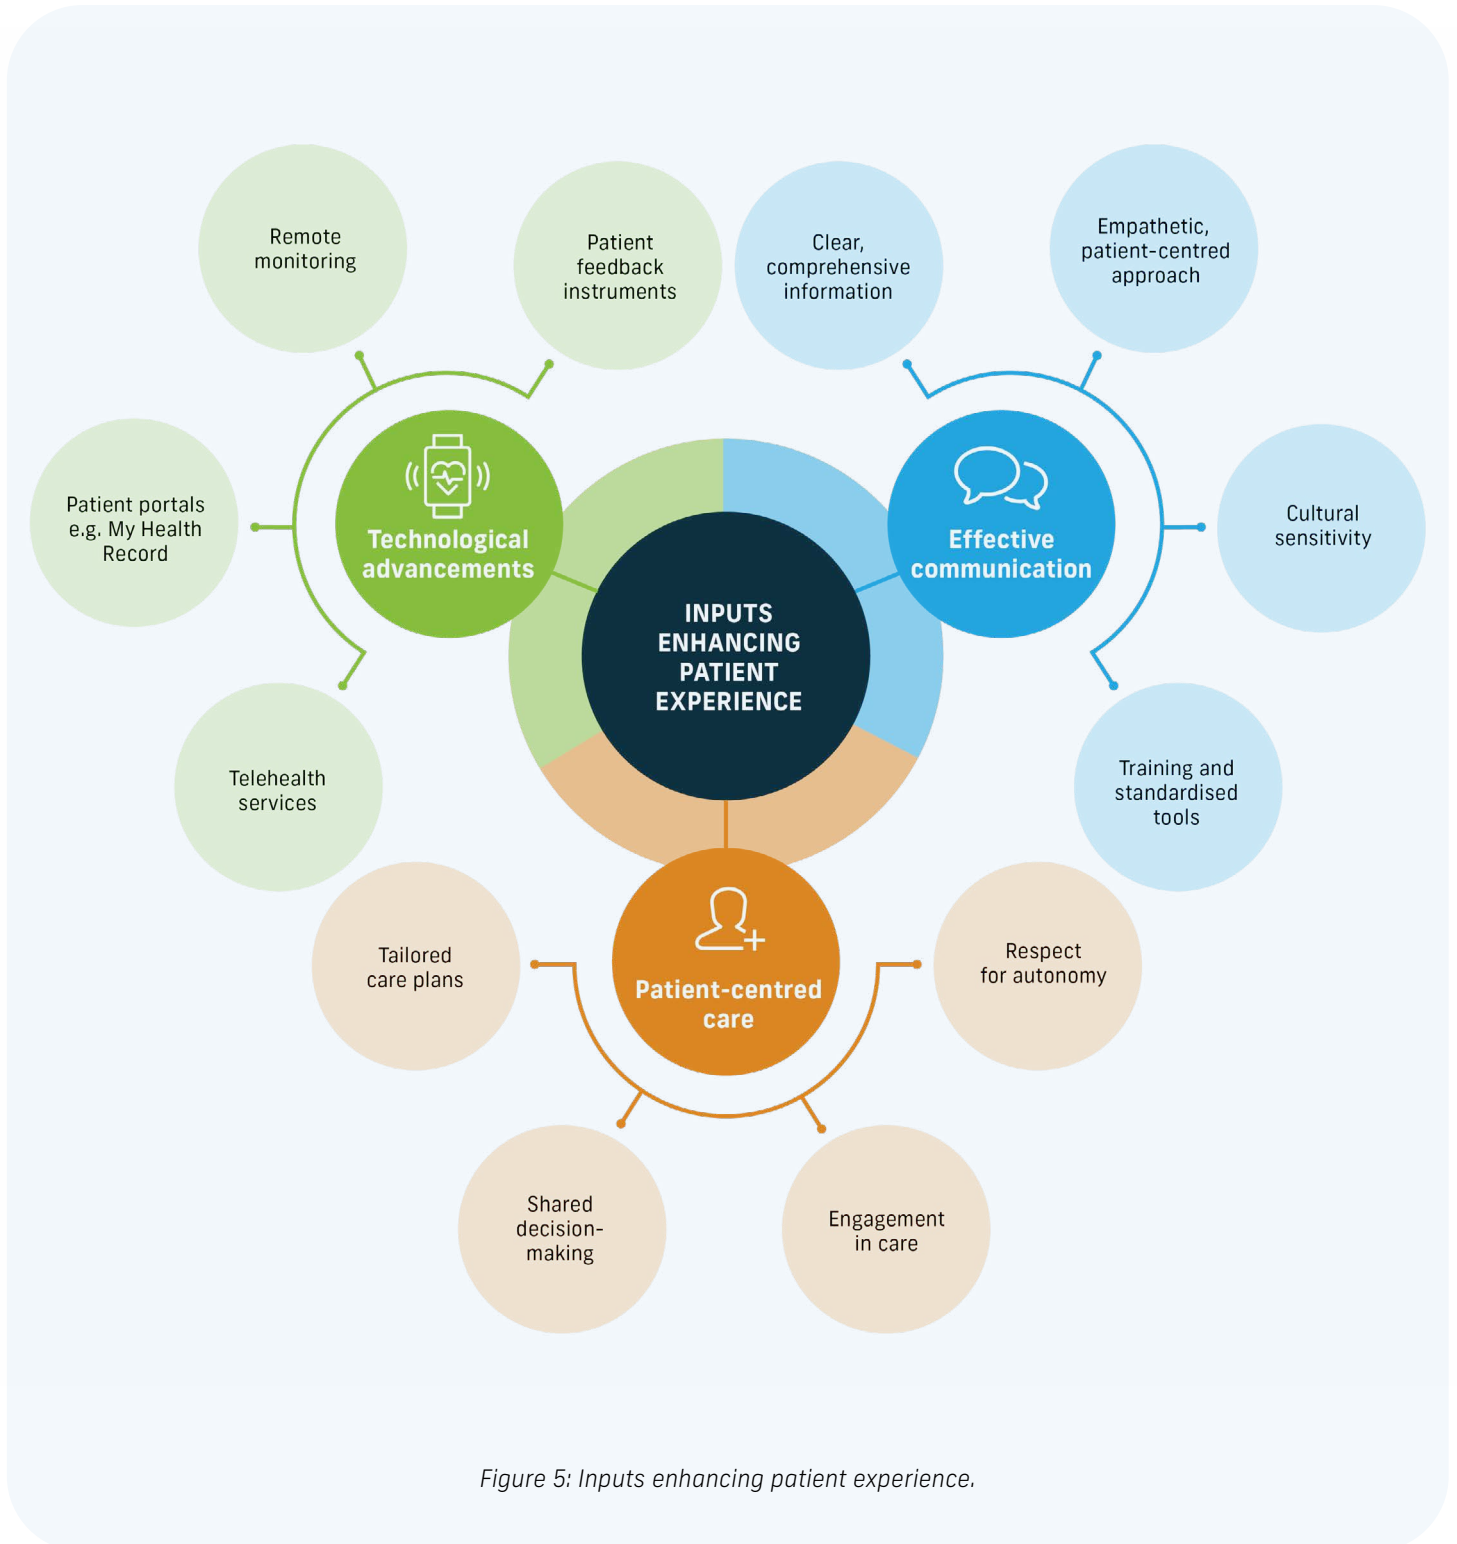 Remote
monitoring
Patient
feedback
instruments
Clear,
comprehensive
information
Empathetic,
patient-centred
approach
Patient portals
e.g. My Health
Record
Technological
advancements
Effective
communication
Cultural
sensitivity
INPUTS
ENHANCING
PATIENT
EXPERIENCE
Telehealth
services
Training and
standardised
tools
Tailored
care plans
Patient-centred
care
Respect
for autonomy
Shared
decision-
making
Engagement
in care
Figure 5: Inputs enhancing patient experience.